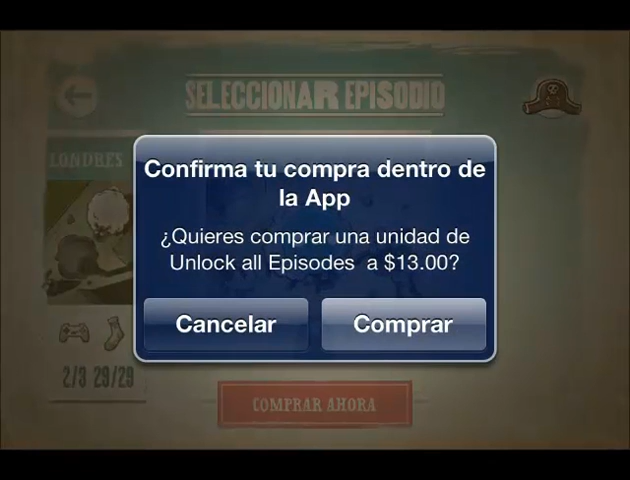 SELECCIONAR EPISODIO
LONDRES
Confirma tu compra dentro de
la App
¿Quieres comprar una unidad de
Unlock all Episodes a $13.00?
Cancelar
Comprar
2/3 29/29
COMPRAR AHORA